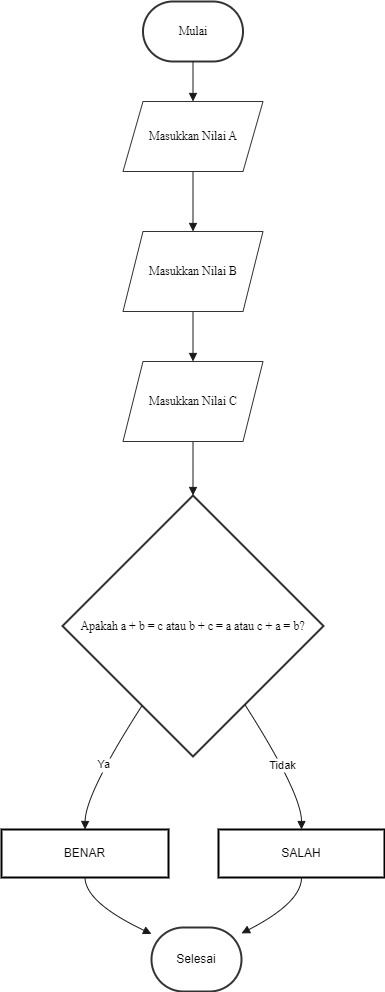 Mulai
Masukkan Nilai A
Masukkan Nilai B
Masukkan Nilai C
Apakah a + b = c atau b + c = a atau c + a = b?
Ya
Tidak
BENAR
SALAH
Selesai